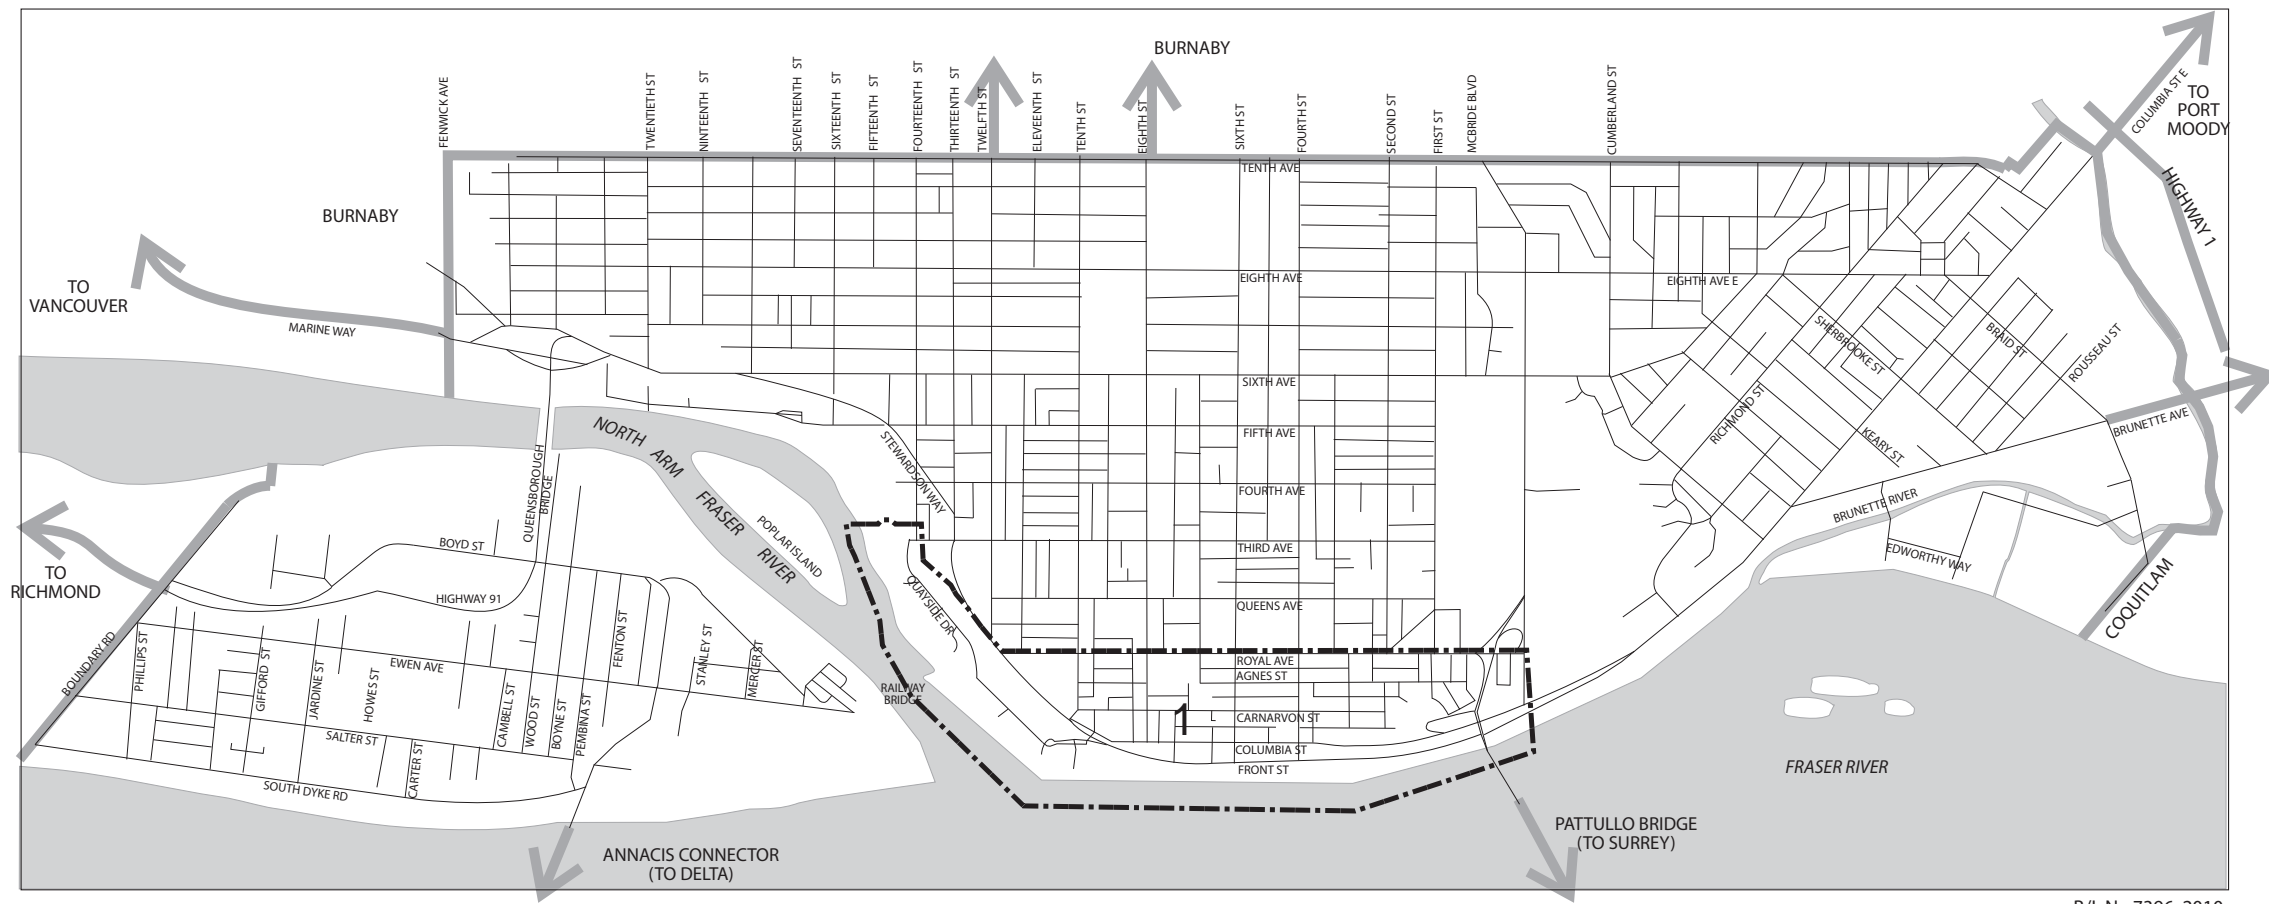 BURNABY
FENWICK AVE
TWENTIETH ST
NINTEENTH ST
SEVENTEENTH ST
SIXTEENTH ST
FIFTEENTH ST
FOURTEENTH ST
THIRTEENTH ST
TWELFTH ST
ELEVEENTH ST
TENTH ST
EIGHTH ST
SIXTH ST
FOURTH ST
SECOND ST
FIRST ST
MCBRIDE BLVD
CUMBERLAND ST
COLUMBIA ST E
TO
PORT
MOODY
HIGHWAY 1
TENTH AVE
BURNABY
TO
VANCOUVER
MARINE WAY
EIGHTH AVE
EIGHTH AVE E
SHERBROOKE ST
BRAID ST
ROUSSEAU ST
SIXTH AVE
RICHMOND ST
KEARY ST
BRUNETTE AVE
NORTH ARM FRASER RIVER
FIFTH AVE
STEWARDSON WAY
QUEENSBOROUGH
BRIDGE
FOURTH AVE
BRUNETTE RIVER
POPLAR ISLAND
BOYD ST
THIRD AVE
EDWORTHY WAY
TO
RICHMOND
HIGHWAY 91
QUAYSIDE DR
QUEENS AVE
COQUITLAM
BOUNDARY RD
PHILLIPS ST
GIFFORD ST
JARDINE ST
HOWES ST
EWEN AVE
FENTON ST
STANLEY ST
MERCER ST
ROYAL AVE
AGNES ST
RAILWAY
BRIDGE
CAMBELL ST
WOOD ST
BOYNE ST
PEMBINA ST
1
CARNARVON ST
SALTER ST
CARTER ST
COLUMBIA ST
FRONT ST
FRASER RIVER
SOUTH DYKE RD
PATTULLO BRIDGE
(TO SURREY)
ANNACIS CONNECTOR
(TO DELTA)